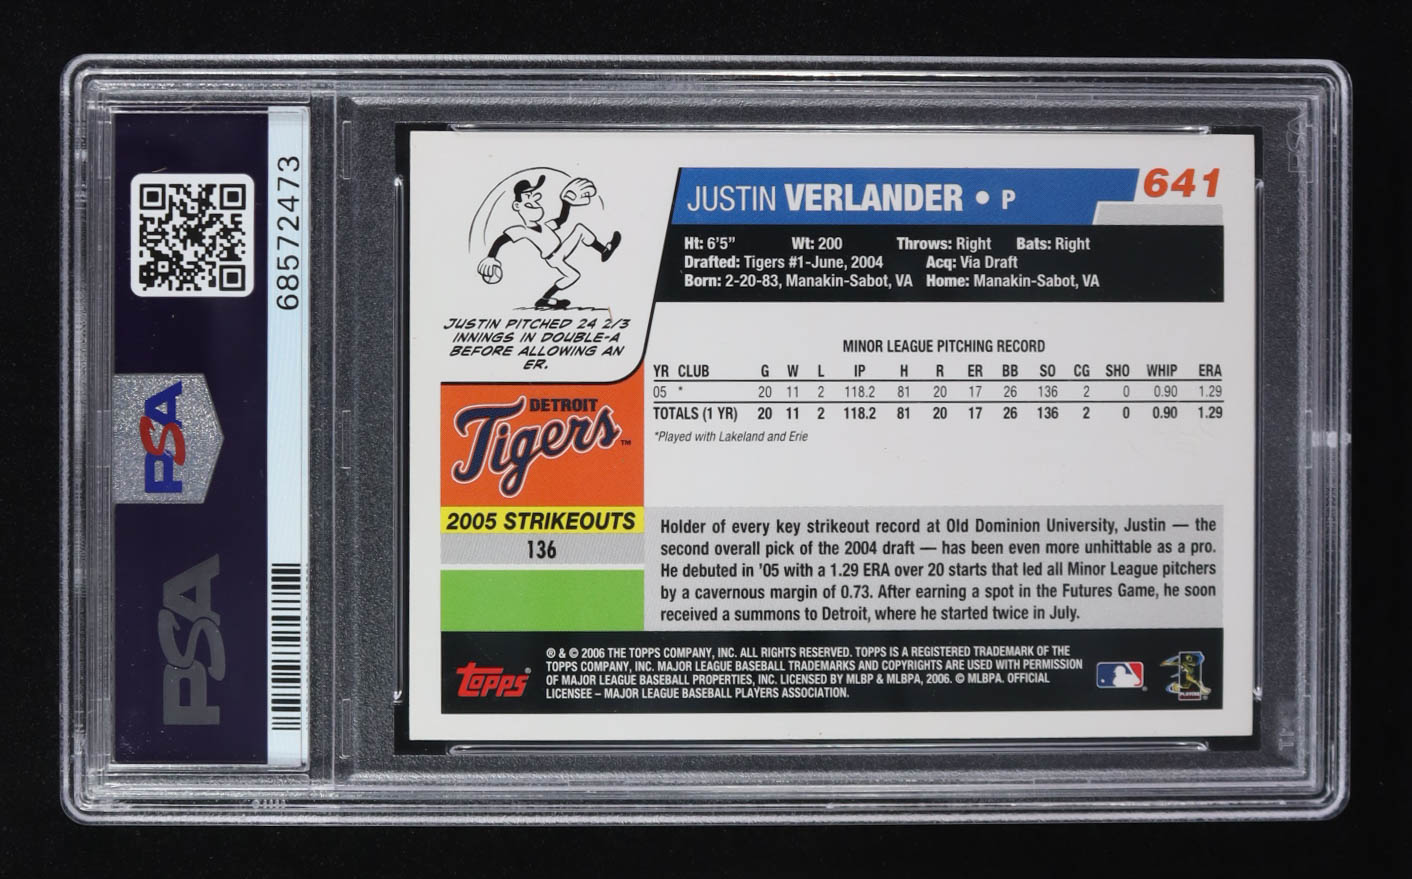 68572473
PSA
PSA
JUSTIN VERLANDER • P
641
Ht: 6'5" Wt: 200 Throws: Right Bats: Right
Drafted: Tigers #1-June, 2004 Acq: Via Draft
Born: 2-20-83, Manakin-Sabot, VA Home: Manakin-Sabot, VA
JUSTIN PITCHED 24 2/3
INNINGS IN DOUBLE-A
BEFORE ALLOWING AN
ER.
MINOR LEAGUE PITCHING RECORD
YR CLUB G W L IP H R ER BB SO CG SHO WHIP ERA
05 * 20 11 2 118.2 81 20 17 26 136 2 0 0.90 1.29
TOTALS (1 YR) 20 11 2 118.2 81 20 17 26 136 2 0 0.90 1.29
*Played with Lakeland and Erie
DETROIT
Tigers™
2005 STRIKEOUTS
136
Holder of every key strikeout record at Old Dominion University, Justin — the
second overall pick of the 2004 draft — has been even more unhittable as a pro.
He debuted in '05 with a 1.29 ERA over 20 starts that led all Minor League pitchers
by a cavernous margin of 0.73. After earning a spot in the Futures Game, he soon
received a summons to Detroit, where he started twice in July.
Topps®
® & © 2006 THE TOPPS COMPANY, INC. ALL RIGHTS RESERVED. TOPPS IS A REGISTERED TRADEMARK OF THE
TOPPS COMPANY, INC. MAJOR LEAGUE BASEBALL TRADEMARKS AND COPYRIGHTS ARE USED WITH PERMISSION
OF MAJOR LEAGUE BASEBALL PROPERTIES, INC. LICENSED BY MLBP & MLBPA, 2006. © MLBPA. OFFICIAL
LICENSEE – MAJOR LEAGUE BASEBALL PLAYERS ASSOCIATION.